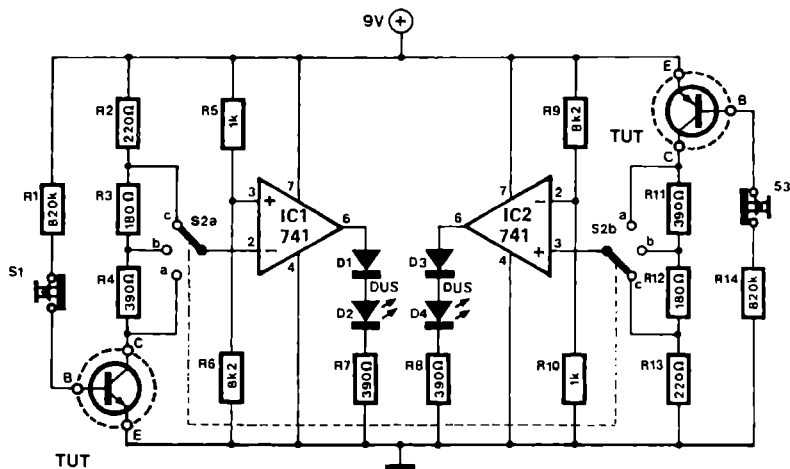 9V +
E
B
C
TUT
R2
220Ω
R5
1k
R9
8k2
R1
820k
R3
180Ω
c
S2a
b
a
3
+
7
IC1
741
2
–
4
6
6
7
IC2
741
4
–
2
+
3
S2b
a
b
c
R11
390Ω
S3
S1
R4
390Ω
D1
DUS
D2
D3
DUS
D4
R12
180Ω
R14
820k
C
B
E
TUT
R6
8k2
R7
390Ω
R8
390Ω
R10
1k
R13
220Ω